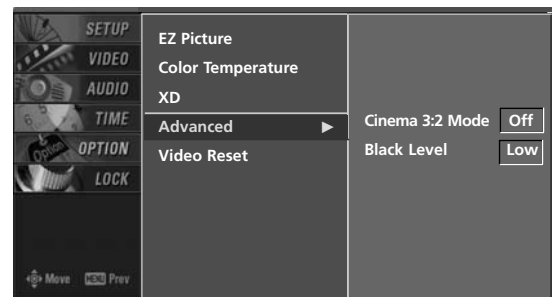 SETUP
VIDEO
AUDIO
TIME
OPTION
LOCK
Move MENU Prev
EZ Picture
Color Temperature
XD
Advanced ►
Video Reset
Cinema 3:2 Mode Off
Black Level Low